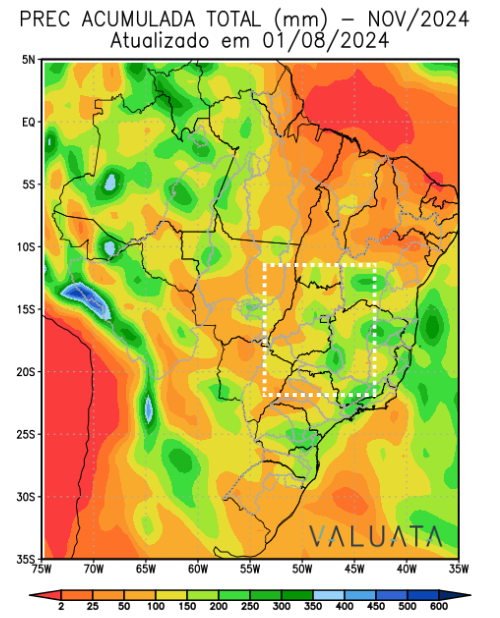 PREC ACUMULADA TOTAL (mm) – NOV/2024
Atualizado em 01/08/2024
5N
EQ
5S
10S
15S
20S
25S
30S
35S
VALUATA
75W 70W 65W 60W 55W 50W 45W 40W 35W
2 25 50 100 150 200 250 300 350 400 450 500 600